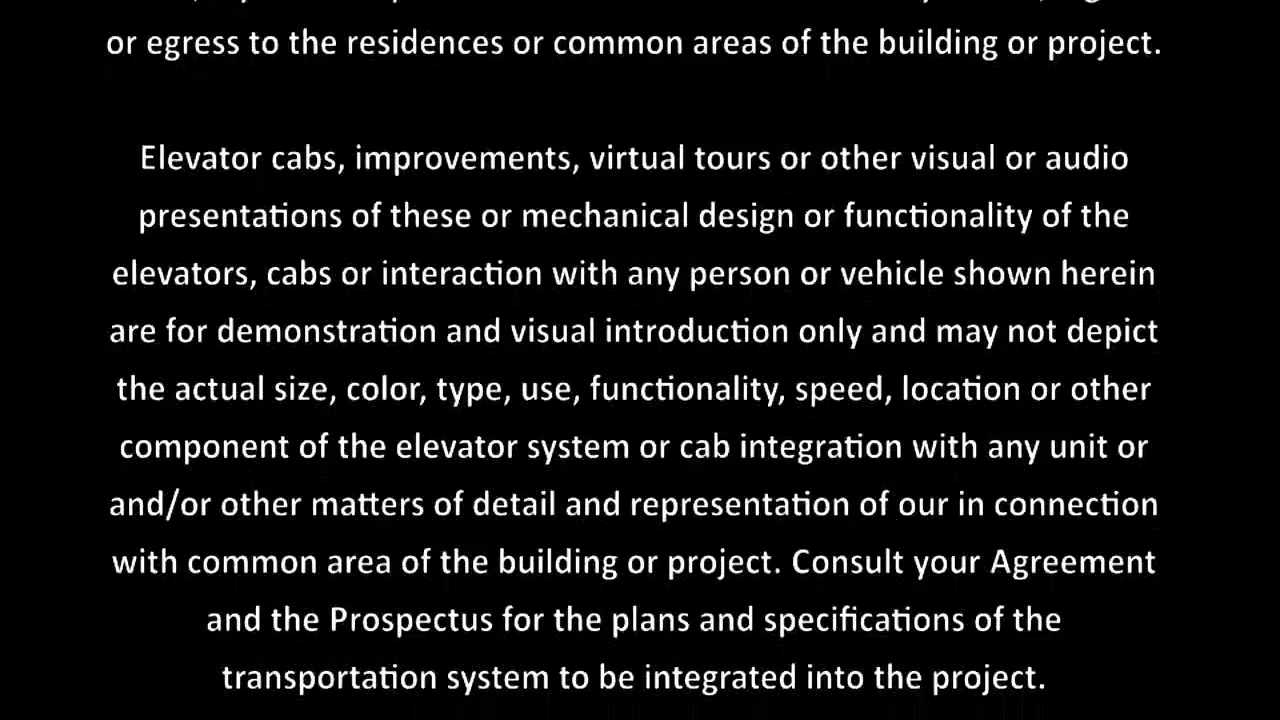 or egress to the residences or common areas of the building or project.
Elevator cabs, improvements, virtual tours or other visual or audio
presentations of these or mechanical design or functionality of the
elevators, cabs or interaction with any person or vehicle shown herein
are for demonstration and visual introduction only and may not depict
the actual size, color, type, use, functionality, speed, location or other
component of the elevator system or cab integration with any unit or
and/or other matters of detail and representation of our in connection
with common area of the building or project. Consult your Agreement
and the Prospectus for the plans and specifications of the
transportation system to be integrated into the project.